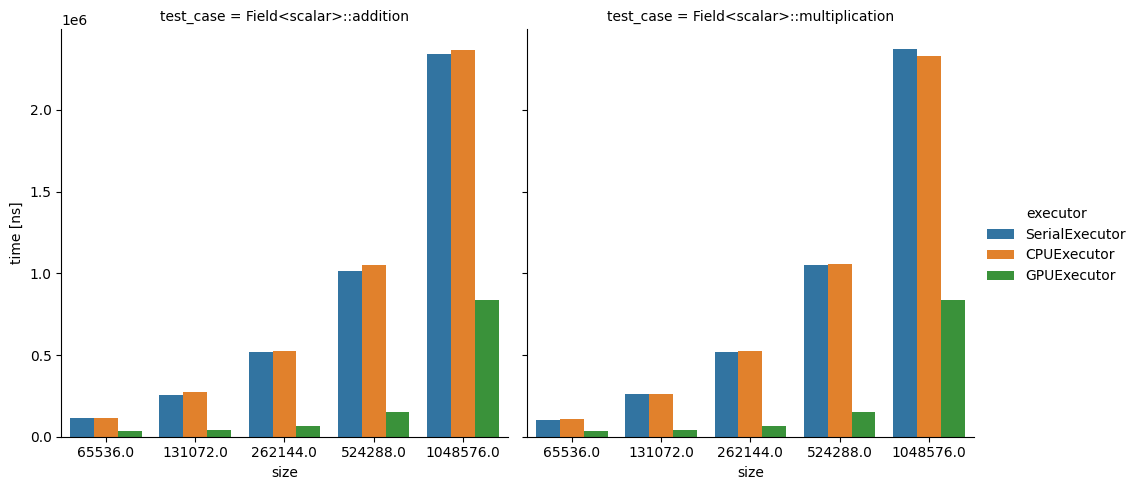 test_case = Field<scalar>::addition
test_case = Field<scalar>::multiplication
1e6
2.0
1.5
1.0
0.5
0.0
time [ns]
65536.0 131072.0 262144.0 524288.0 1048576.0
size
65536.0 131072.0 262144.0 524288.0 1048576.0
size
executor
SerialExecutor
CPUExecutor
GPUExecutor